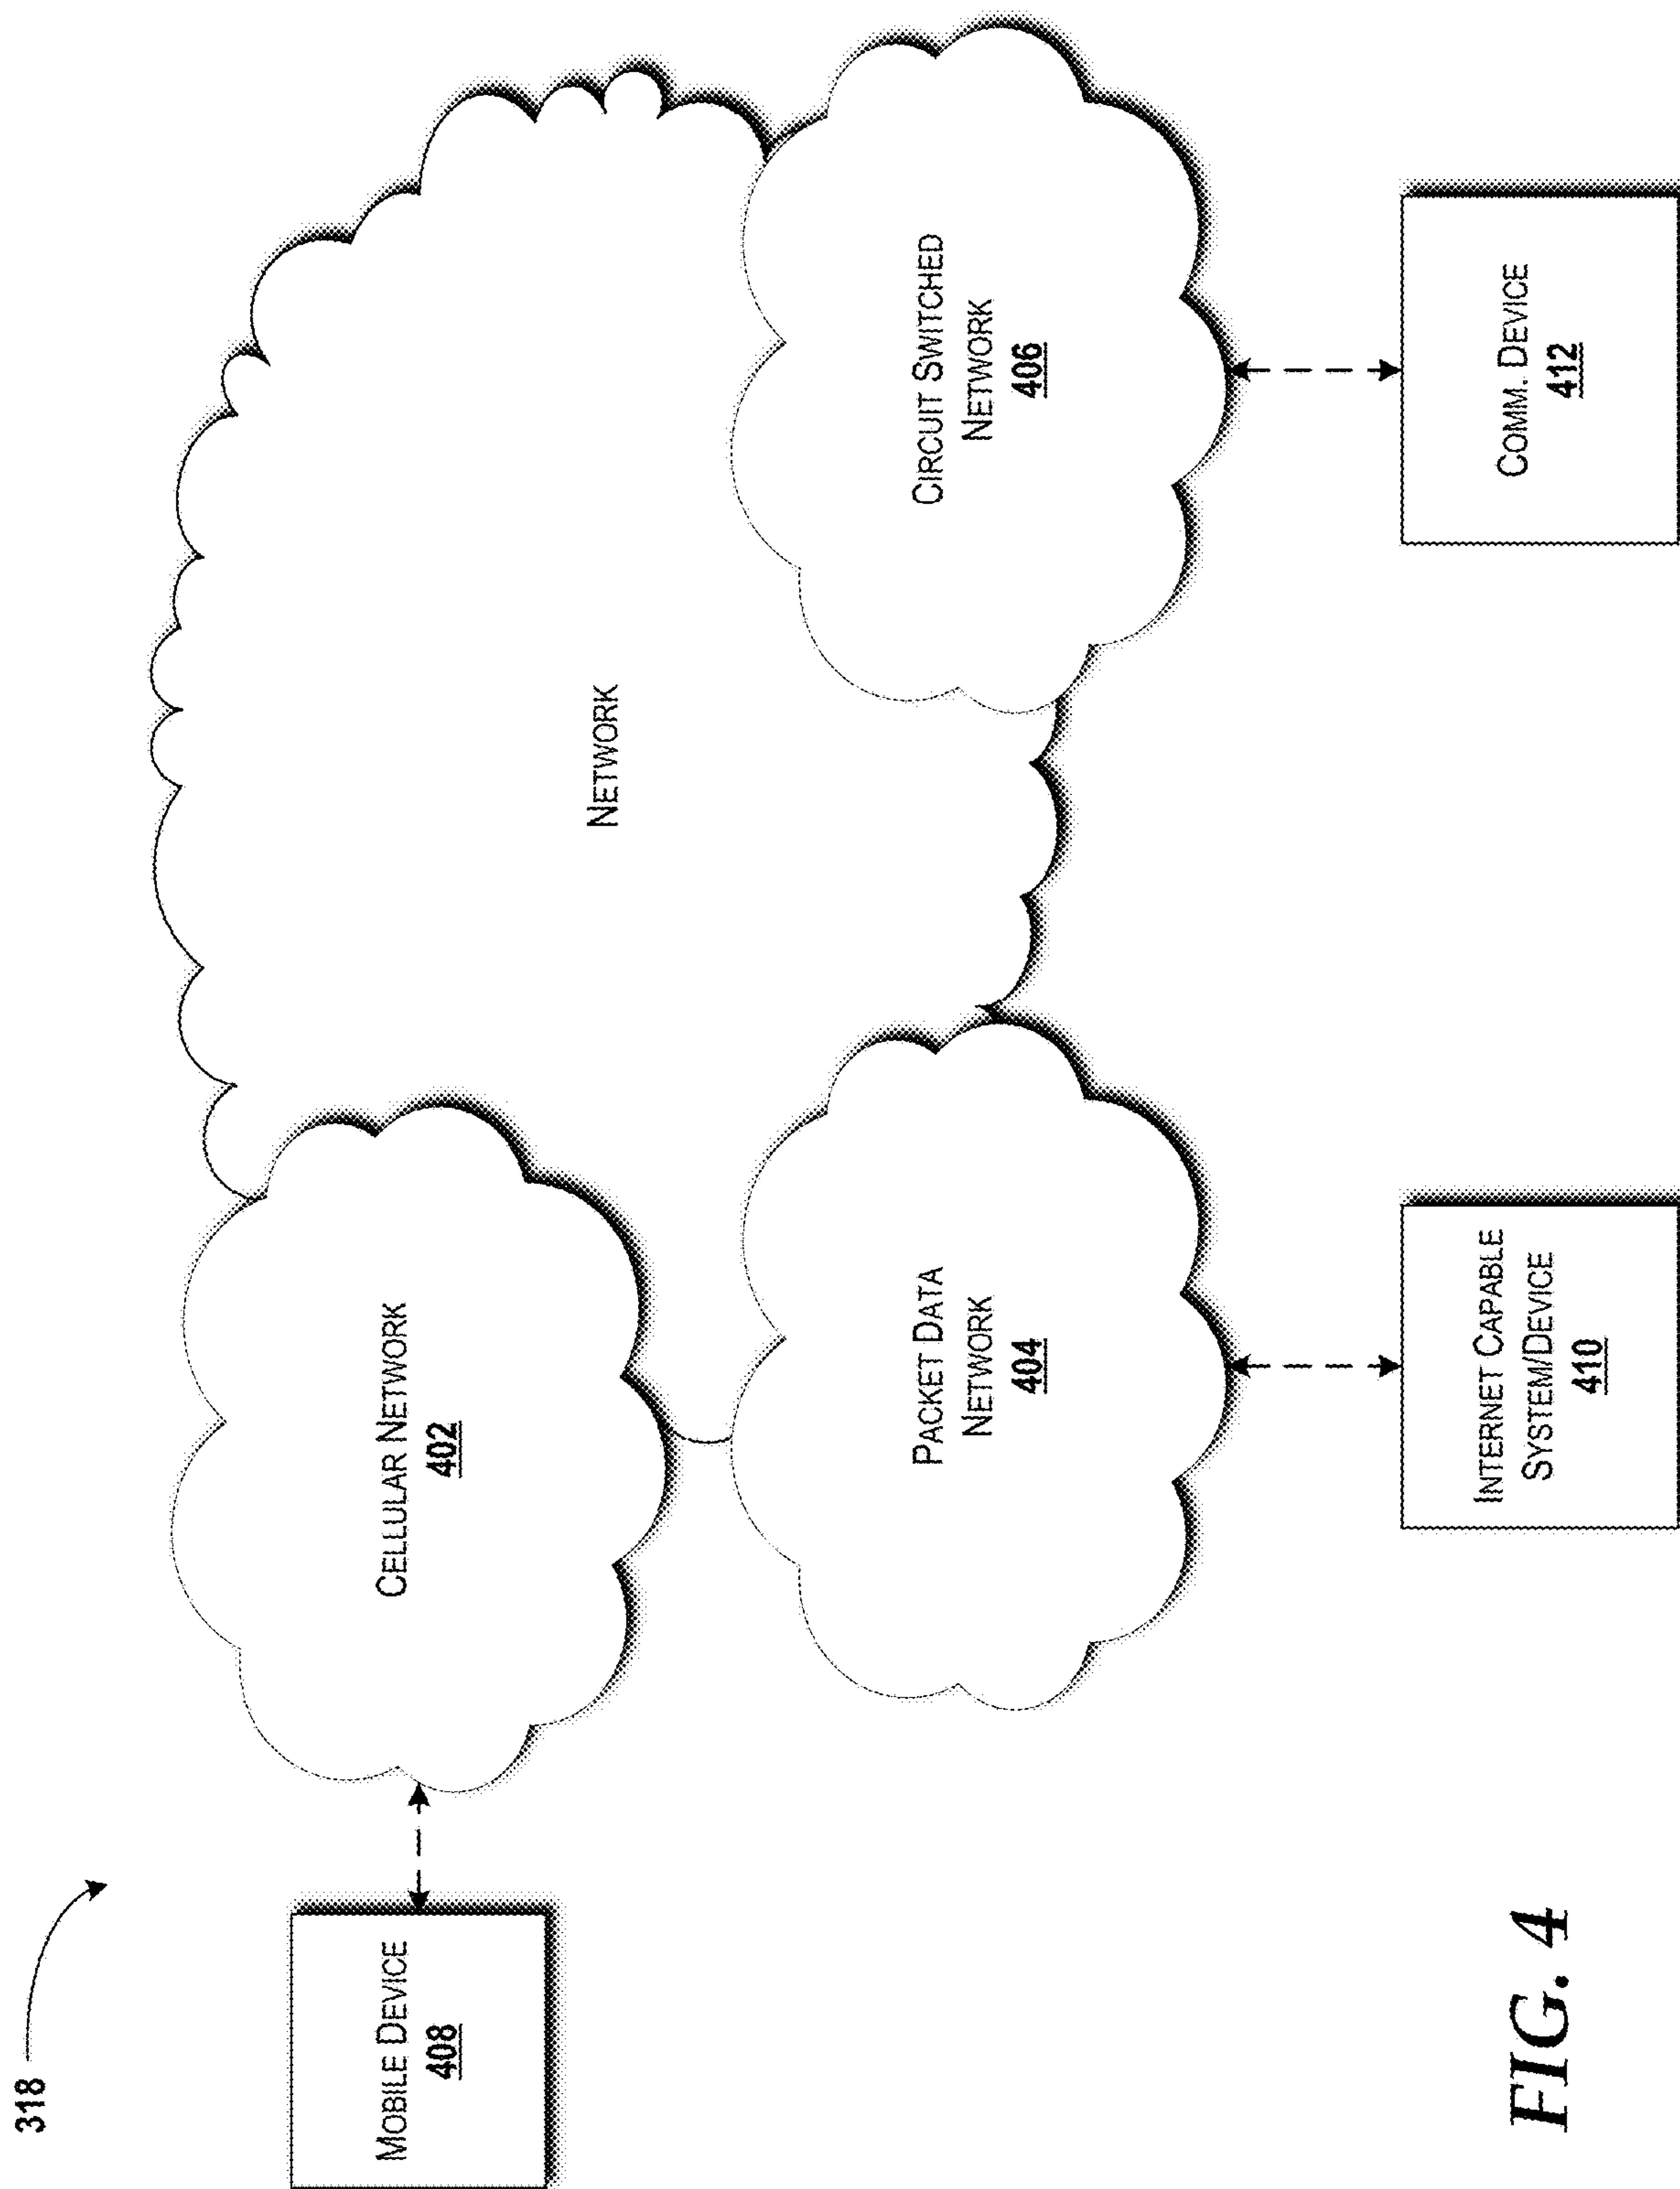 318
NETWORK
CELLULAR NETWORK
402
MOBILE DEVICE
408
PACKET DATA
NETWORK
404
CIRCUIT SWITCHED
NETWORK
406
INTERNET CAPABLE
SYSTEM/DEVICE
410
COMM. DEVICE
412
FIG. 4